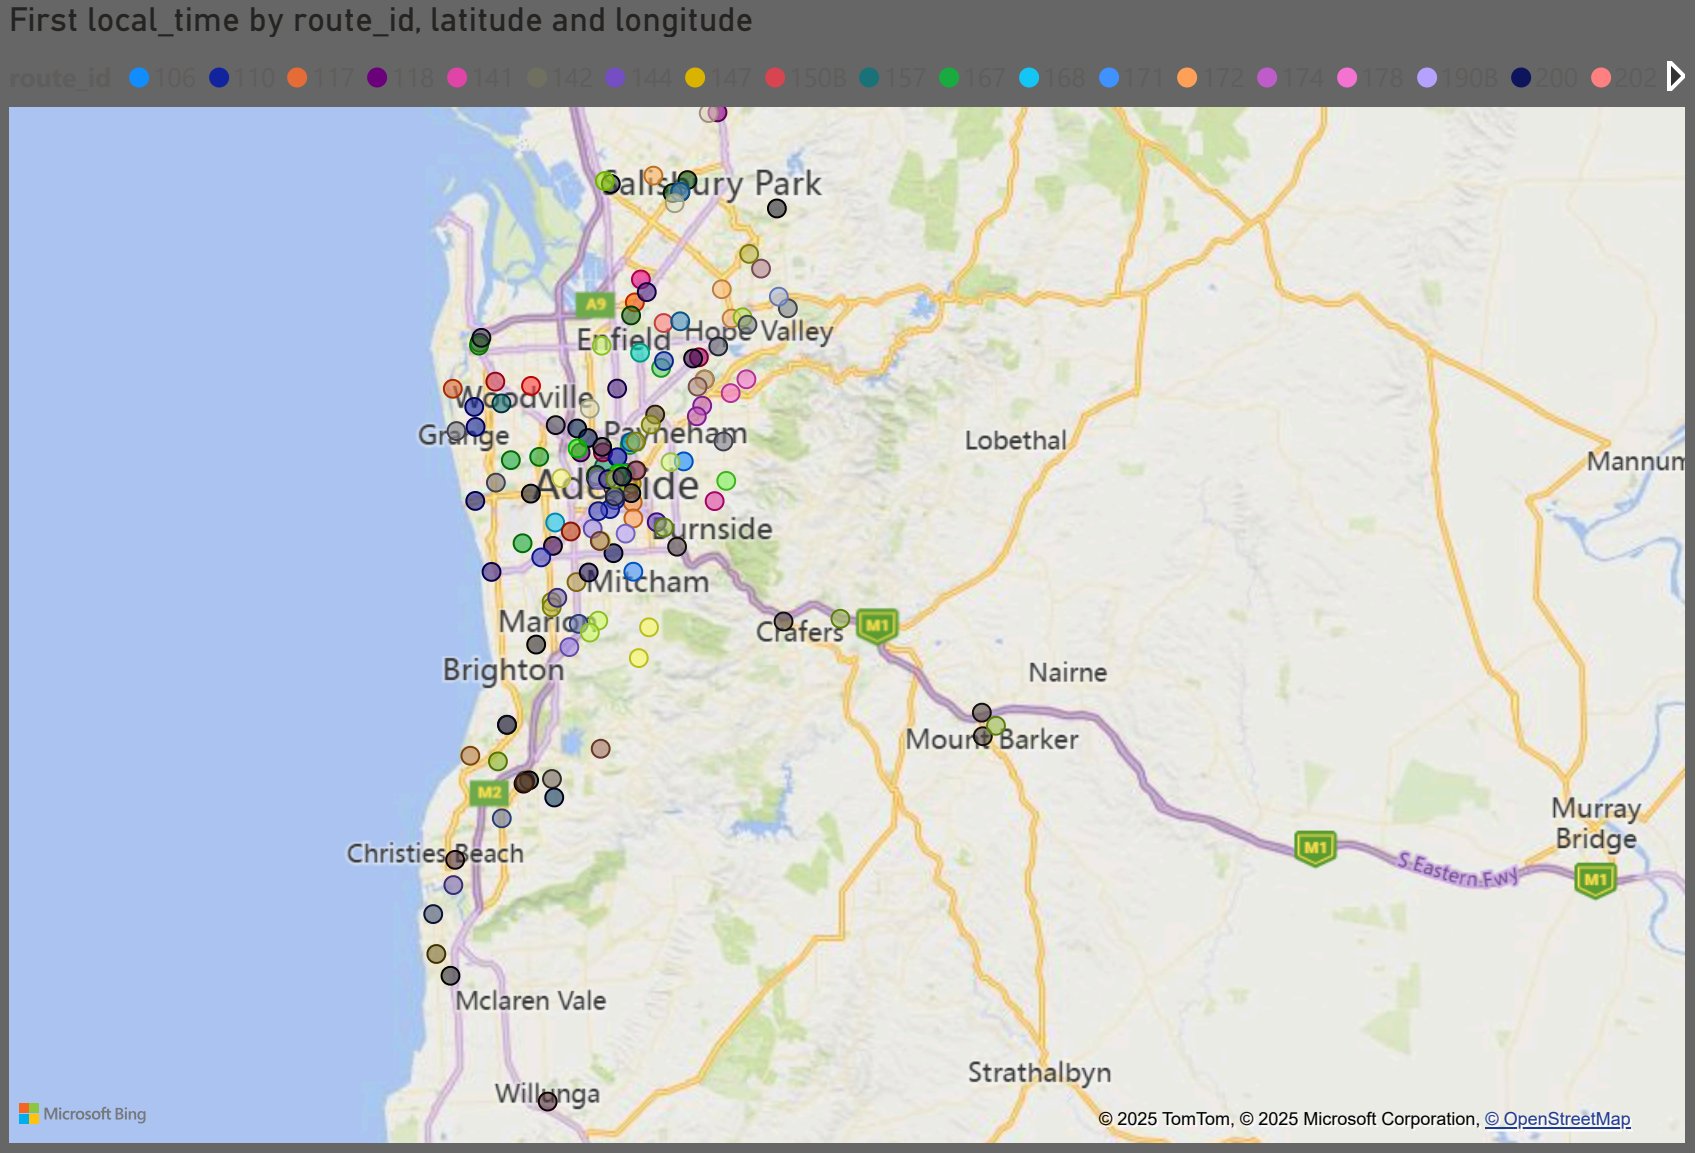 First local_time by route_id, latitude and longitude
route_id 106 110 117 118 141 142 144 147 150B 157 167 168 171 172 174 178 190B 200 202
Salisbury Park
A9
Enfield Hope Valley
Woodville
Grange Payneham Lobethal
Mannum
Adelaide
Burnside
Mitcham
Marion
Crafers M1
Brighton Nairne
Mount Barker
M2
Murray
Bridge
Christies Beach M1 S Eastern Fwy M1
Mclaren Vale
Strathalbyn
Willunga
Microsoft Bing
© 2025 TomTom, © 2025 Microsoft Corporation, © OpenStreetMap